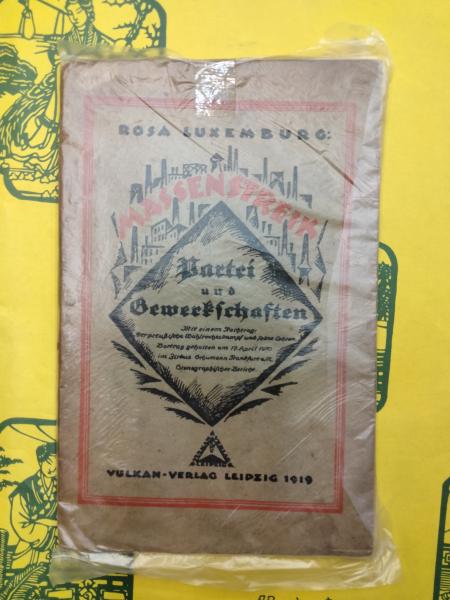 ROSA LUXEMBURG:
MASSENSTREIK
Partei
und
Gewerkschaften
Mit einem Nachtrag:
Der preußische Wahlrechtskampf und seine Lehren
Vortrag gehalten am 17. April 1910
im Zirkus Schumann Frankfurt a.M.
Stenographischer Bericht.
LEIPZIG
VULKAN-VERLAG LEIPZIG 1919